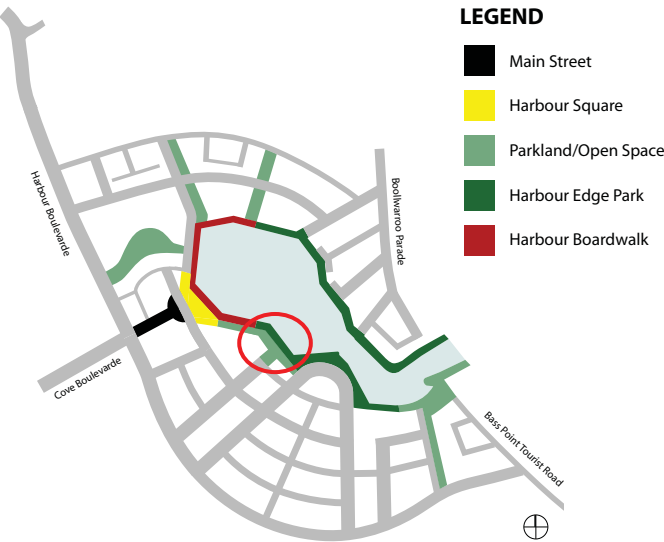 LEGEND
Main Street
Harbour Square
Parkland/Open Space
Harbour Edge Park
Harbour Boardwalk
Harbour Boulevarde
Boollwarroo Parade
Cove Boulevarde
Bass Point Tourist Road